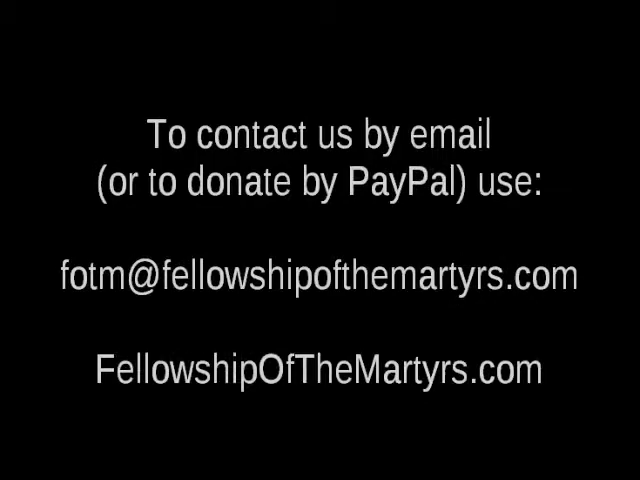 To contact us by email
(or to donate by PayPal) use:
fotm@fellowshipofthemartyrs.com
FellowshipOfTheMartyrs.com